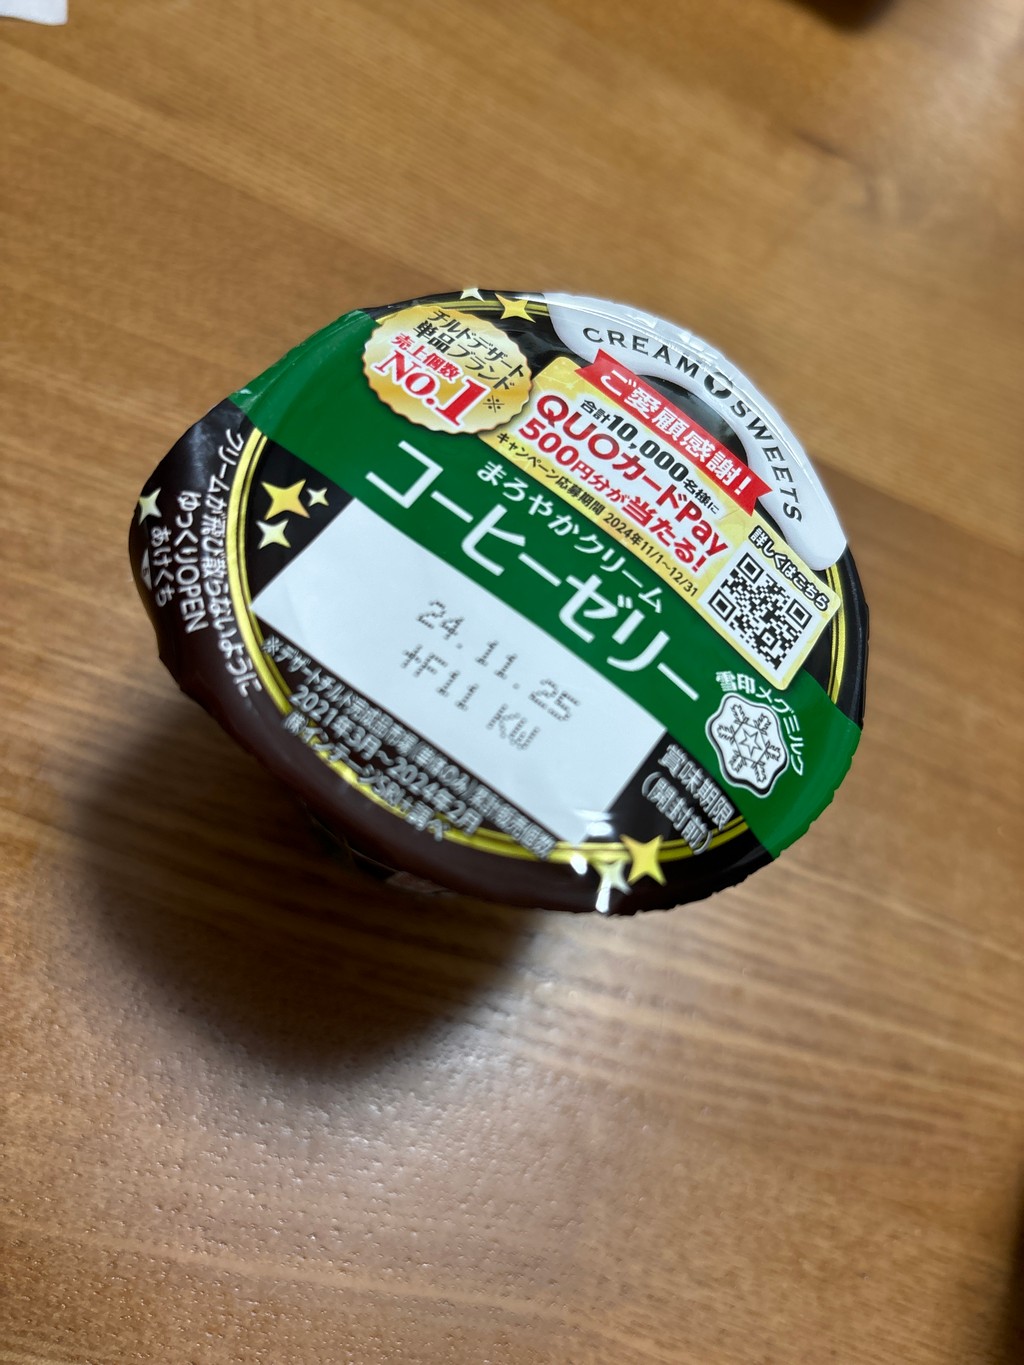 CREAM SWEETS
チルドデザート
単品ブランド
売上個数
NO.1※
ご愛顧感謝!
合計10,000名様に
QUOカードPay
500円分が当たる!
キャンペーン応募期間 2024年11/1~12/31
詳しくはこちら
まろやかクリーム
コーヒーゼリー
雪印メグミルク
24.11.25
+F11 KW
賞味期限
(開封前)
クリームが飛び散らないように
ゆっくりOPEN
あけくち
2021年3月~2024年2月